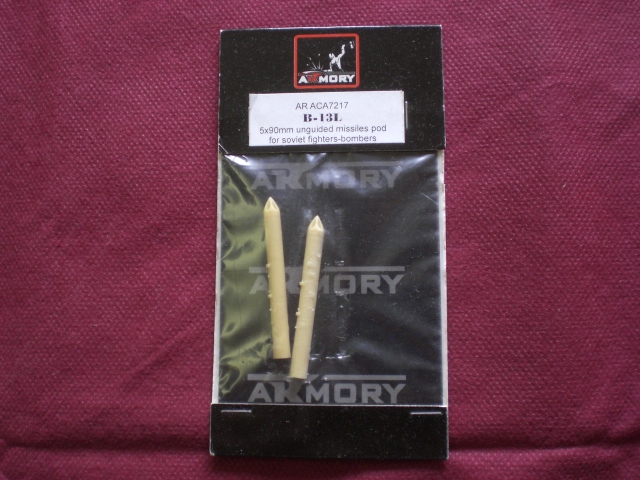 ARMORY
AR ACA7217
B-13L
5x90mm unguided missiles pod
for soviet fighters-bombers
ARMORY
ARMORY
ARMORY